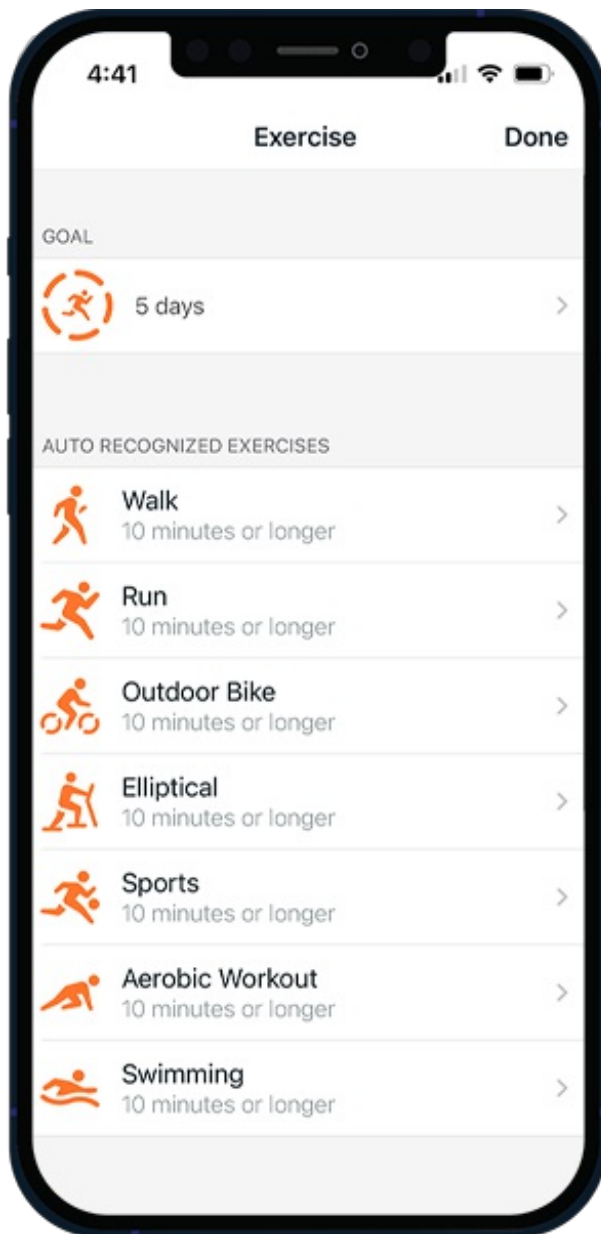 4:41
Exercise Done
GOAL
5 days
AUTO RECOGNIZED EXERCISES
Walk
10 minutes or longer
Run
10 minutes or longer
Outdoor Bike
10 minutes or longer
Elliptical
10 minutes or longer
Sports
10 minutes or longer
Aerobic Workout
10 minutes or longer
Swimming
10 minutes or longer